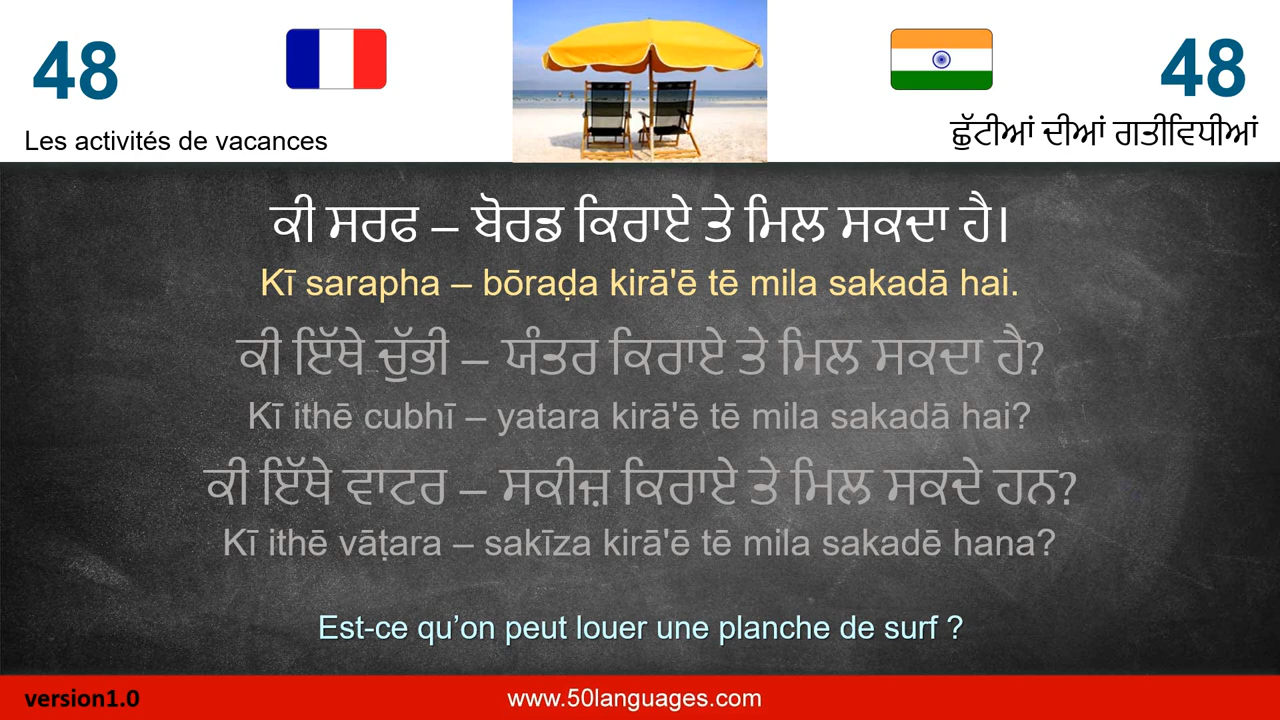 48
48
Les activités de vacances
ਛੁੱਟੀਆਂ ਦੀਆਂ ਗਤੀਵਿਧੀਆਂ
ਕੀ ਸਰਫ – ਬੋਰਡ ਕਿਰਾਏ ਤੇ ਮਿਲ ਸਕਦਾ ਹੈ।
Kī sarapha – bōraḍa kirā'ē tē mila sakadā hai.
ਕੀ ਇੱਥੇ ਚੁੱਭੀ – ਯੰਤਰ ਕਿਰਾਏ ਤੇ ਮਿਲ ਸਕਦਾ ਹੈ?
Kī ithē cubhī – yatara kirā'ē tē mila sakadā hai?
ਕੀ ਇੱਥੇ ਵਾਟਰ – ਸਕੀਜ਼ ਕਿਰਾਏ ਤੇ ਮਿਲ ਸਕਦੇ ਹਨ?
Kī ithē vāṭara – sakīza kirā'ē tē mila sakadē hana?
Est-ce qu’on peut louer une planche de surf ?
version1.0
www.50languages.com